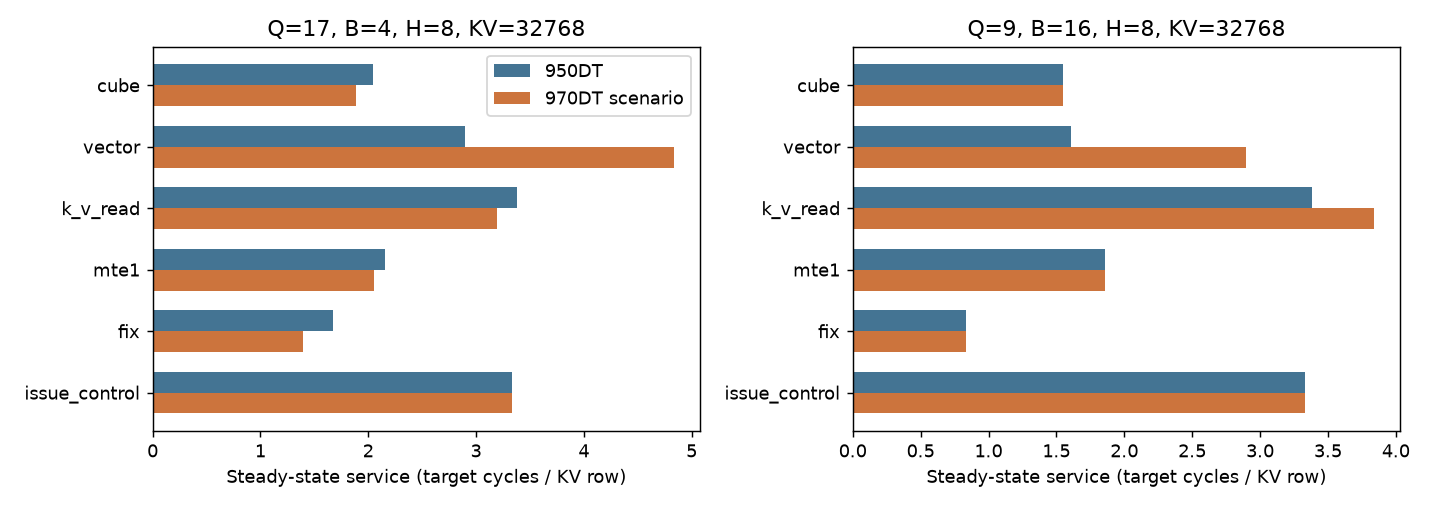 Q=17, B=4, H=8, KV=32768
950DT
970DT scenario
cube
vector
k_v_read
mte1
fix
issue_control
0 1 2 3 4 5
Steady-state service (target cycles / KV row)
Q=9, B=16, H=8, KV=32768
cube
vector
k_v_read
mte1
fix
issue_control
0.0 0.5 1.0 1.5 2.0 2.5 3.0 3.5 4.0
Steady-state service (target cycles / KV row)